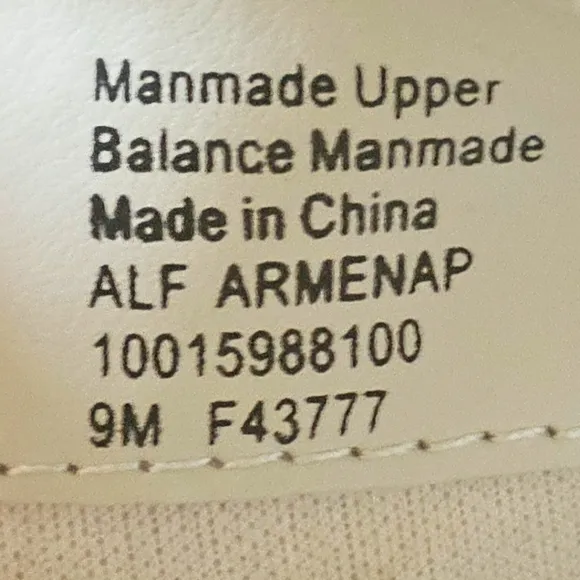 Manmade Upper
Balance Manmade
Made in China
ALF ARMENAP
10015988100
9M F43777